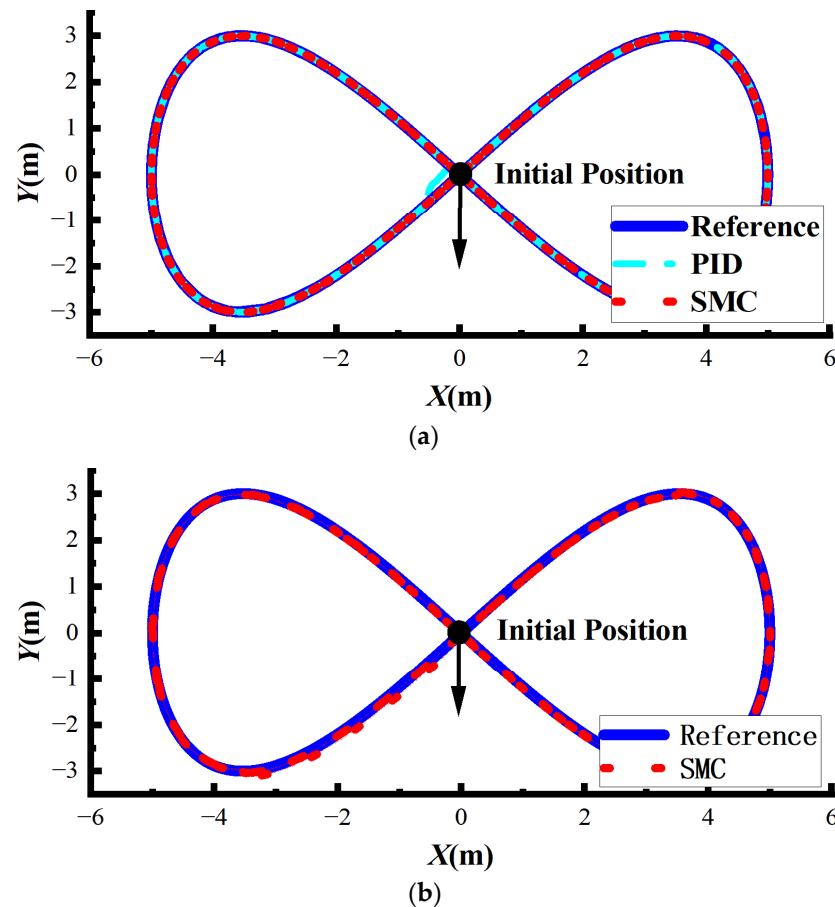 3
2
1
0
−1
−2
−3
Y(m)
Initial Position
Reference
PID
SMC
−6 −4 −2 0 2 4 6
X(m)
(a)
3
2
1
0
−1
−2
−3
Y(m)
Initial Position
Reference
SMC
−6 −4 −2 0 2 4 6
X(m)
(b)